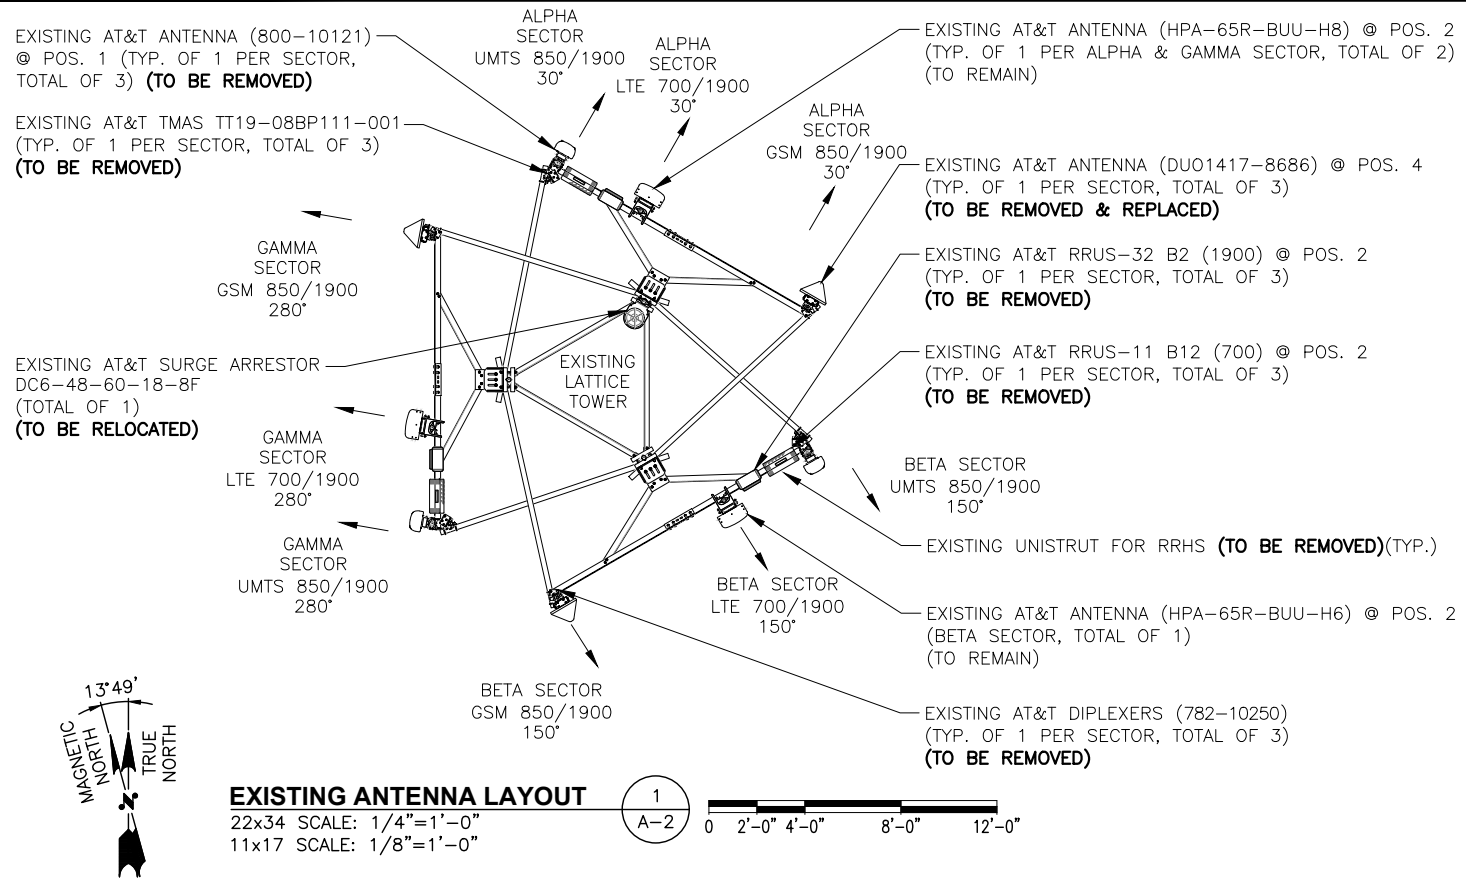 EXISTING AT&T ANTENNA (800-10121)
@ POS. 1 (TYP. OF 1 PER SECTOR,
TOTAL OF 3) (TO BE REMOVED)
EXISTING AT&T TMAS TT19-08BP111-001
(TYP. OF 1 PER SECTOR, TOTAL OF 3)
(TO BE REMOVED)
ALPHA
SECTOR
UMTS 850/1900
30°
ALPHA
SECTOR
LTE 700/1900
30°
ALPHA
SECTOR
GSM 850/1900
30°
EXISTING AT&T ANTENNA (HPA-65R-BUU-H8) @ POS. 2
(TYP. OF 1 PER ALPHA & GAMMA SECTOR, TOTAL OF 2)
(TO REMAIN)
EXISTING AT&T ANTENNA (DUO1417-8686) @ POS. 4
(TYP. OF 1 PER SECTOR, TOTAL OF 3)
(TO BE REMOVED & REPLACED)
EXISTING AT&T RRUS-32 B2 (1900) @ POS. 2
(TYP. OF 1 PER SECTOR, TOTAL OF 3)
(TO BE REMOVED)
EXISTING AT&T RRUS-11 B12 (700) @ POS. 2
(TYP. OF 1 PER SECTOR, TOTAL OF 3)
(TO BE REMOVED)
GAMMA
SECTOR
GSM 850/1900
280°
EXISTING AT&T SURGE ARRESTOR
DC6-48-60-18-8F
(TOTAL OF 1)
(TO BE RELOCATED)
EXISTING
LATTICE
TOWER
GAMMA
SECTOR
LTE 700/1900
280°
GAMMA
SECTOR
UMTS 850/1900
280°
BETA SECTOR
UMTS 850/1900
150°
EXISTING UNISTRUT FOR RRHS (TO BE REMOVED)(TYP.)
BETA SECTOR
LTE 700/1900
150°
EXISTING AT&T ANTENNA (HPA-65R-BUU-H6) @ POS. 2
(BETA SECTOR, TOTAL OF 1)
(TO REMAIN)
BETA SECTOR
GSM 850/1900
150°
EXISTING AT&T DIPLEXERS (782-10250)
(TYP. OF 1 PER SECTOR, TOTAL OF 3)
(TO BE REMOVED)
13°49'
MAGNETIC
NORTH
TRUE
NORTH
N
EXISTING ANTENNA LAYOUT
22x34 SCALE: 1/4"=1'-0"
11x17 SCALE: 1/8"=1'-0"
1
A-2
0 2'-0" 4'-0" 8'-0" 12'-0"